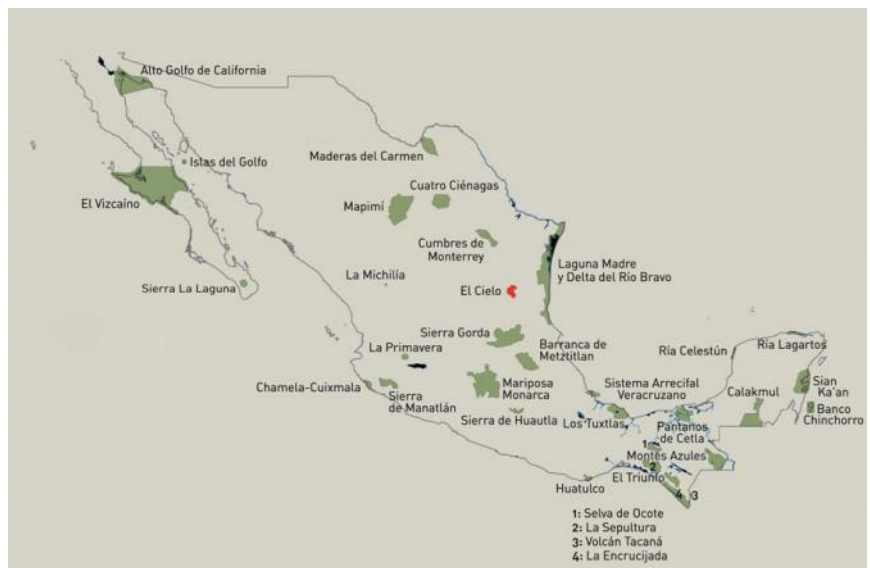 Alto Golfo de California
Maderas del Carmen
Islas del Golfo
Cuatro Ciénagas
El Vizcaíno
Mapimí
Cumbres de
Monterrey
Laguna Madre
y Delta del Río Bravo
La Michilía
Sierra La Laguna
El Cielo
Sierra Gorda
La Primavera
Barranca de
Metztitlan
Ría Celestún
Ría Lagartos
Chamela-Cuixmala
Sierra
de Manatlán
Mariposa
Monarca
Sistema Arrecifal
Veracruzano
Calakmul
Sian
Ka'an
Banco
Chinchorro
Sierra de Huautla
Los Tuxtlas
Pantanos
de Cetla
1
Montes Azules
2
El Triunfo
Huatulco
4
3
1: Selva de Ocote
2: La Sepultura
3: Volcán Tacaná
4: La Encrucijada